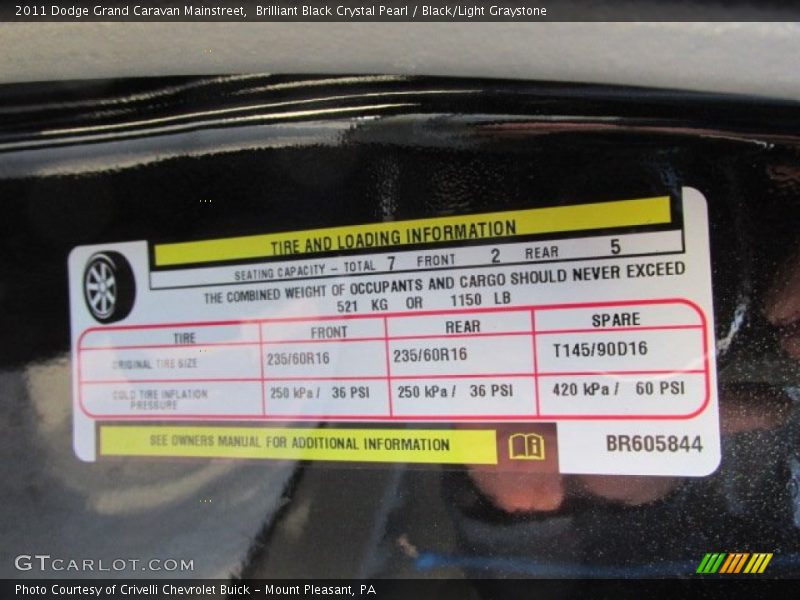 2011 Dodge Grand Caravan Mainstreet,  Brilliant Black Crystal Pearl / Black/Light Graystone
TIRE AND LOADING INFORMATION
SEATING CAPACITY - TOTAL 7 FRONT 2 REAR 5
THE COMBINED WEIGHT OF OCCUPANTS AND CARGO SHOULD NEVER EXCEED
521 KG OR 1150 LB
TIRE FRONT REAR SPARE
ORIGINAL TIRE SIZE 235/60R16 235/60R16 T145/90D16
COLD TIRE INFLATION PRESSURE 250 kPa / 36 PSI 250 kPa / 36 PSI 420 kPa / 60 PSI
SEE OWNERS MANUAL FOR ADDITIONAL INFORMATION
BR605844
GTCARLOT.COM
Photo Courtesy of Crivelli Chevrolet Buick - Mount Pleasant, PA